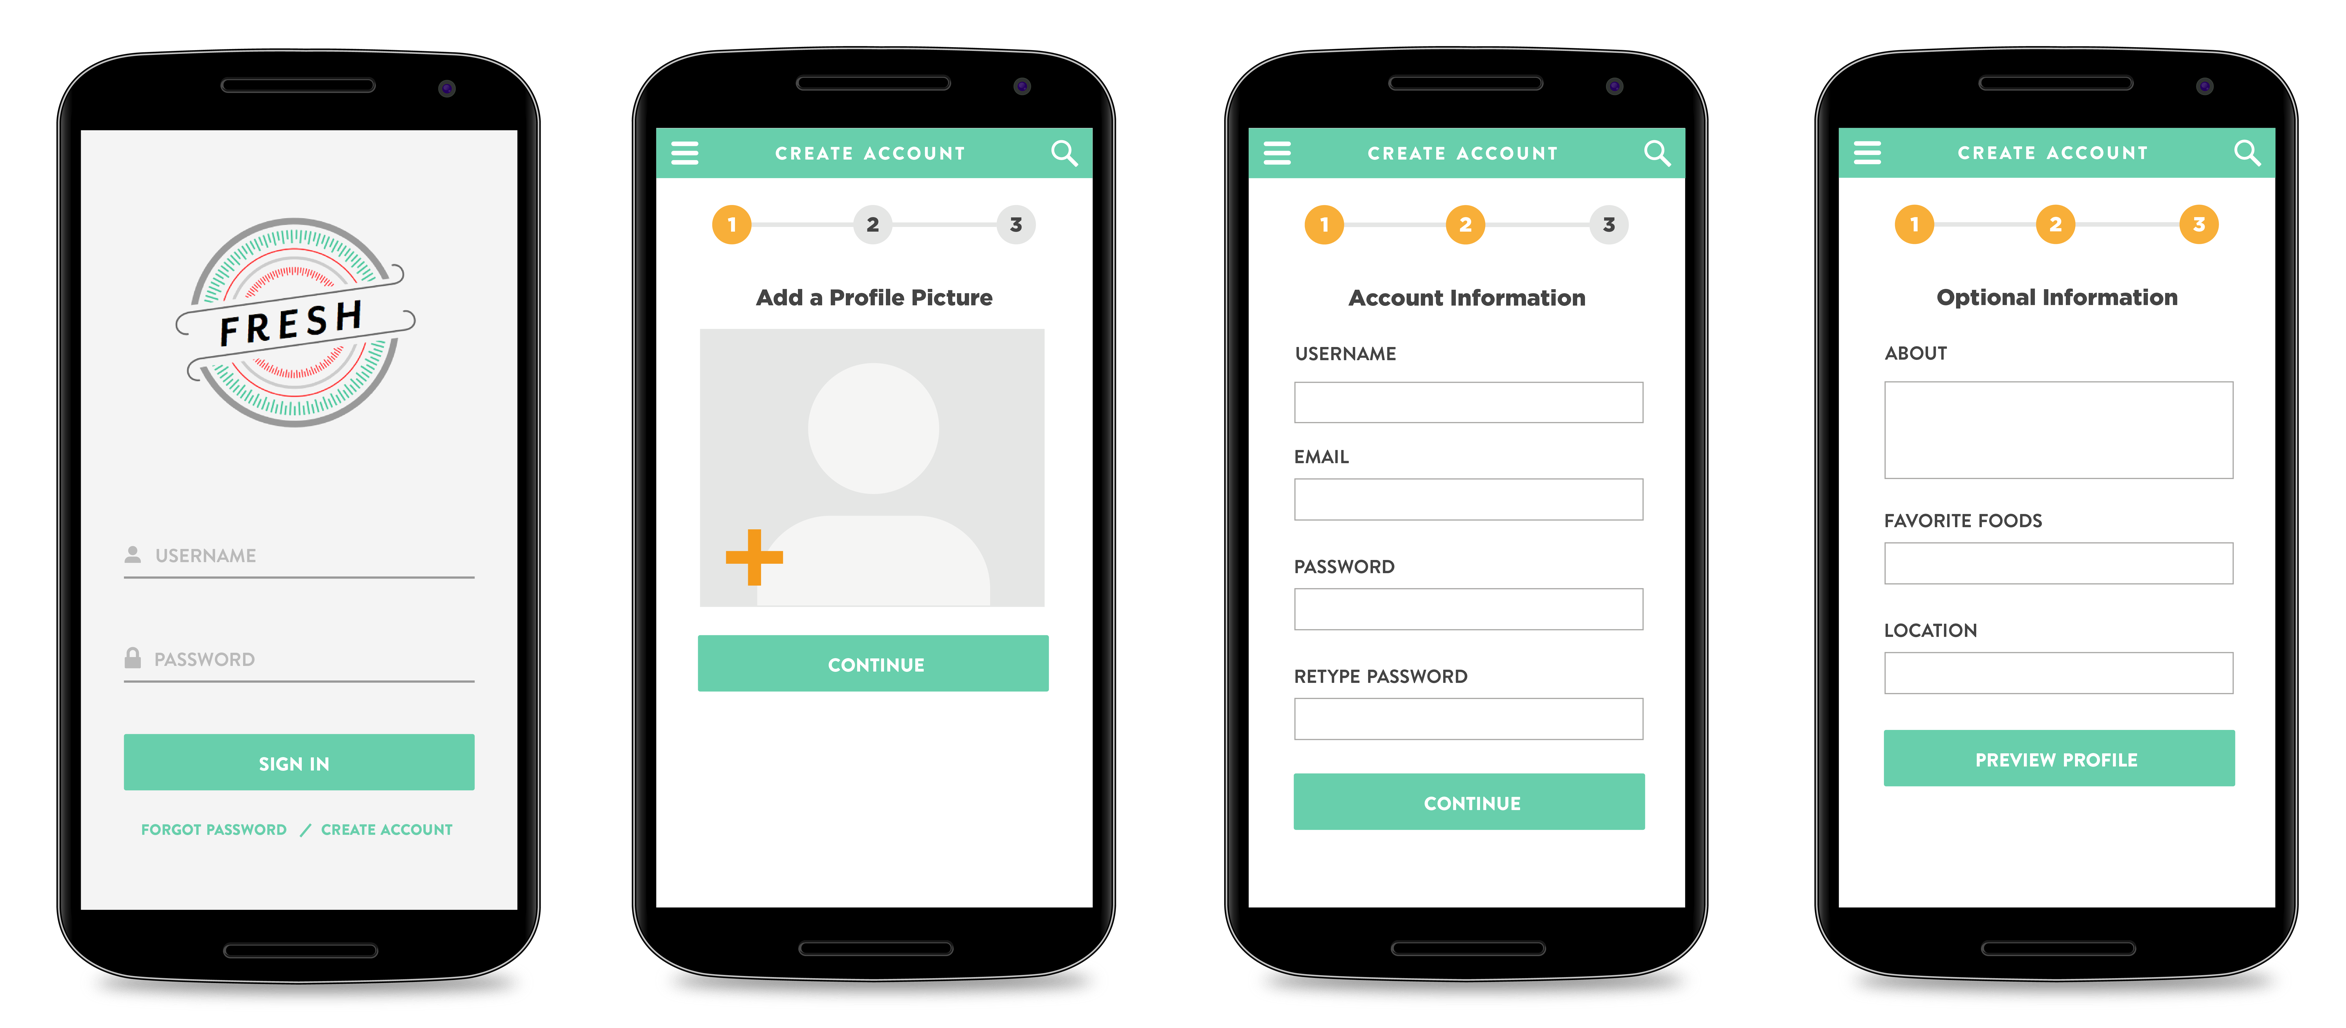 FRESH
USERNAME
PASSWORD
SIGN IN
FORGOT PASSWORD / CREATE ACCOUNT
CREATE ACCOUNT
1 2 3
Add a Profile Picture
CONTINUE
CREATE ACCOUNT
1 2 3
Account Information
USERNAME
EMAIL
PASSWORD
RETYPE PASSWORD
CONTINUE
CREATE ACCOUNT
1 2 3
Optional Information
ABOUT
FAVORITE FOODS
LOCATION
PREVIEW PROFILE